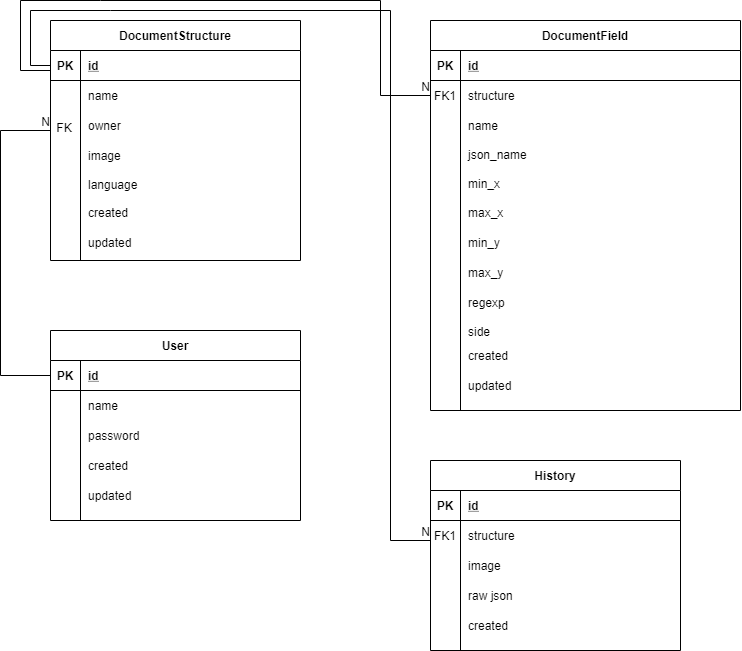 DocumentStructure
PK id
name
N FK owner
image
language
created
updated
DocumentField
PK id
N FK1 structure
name
json_name
min_x
max_x
min_y
max_y
regexp
side
created
updated
User
PK id
name
password
created
updated
History
PK id
N FK1 structure
image
raw json
created